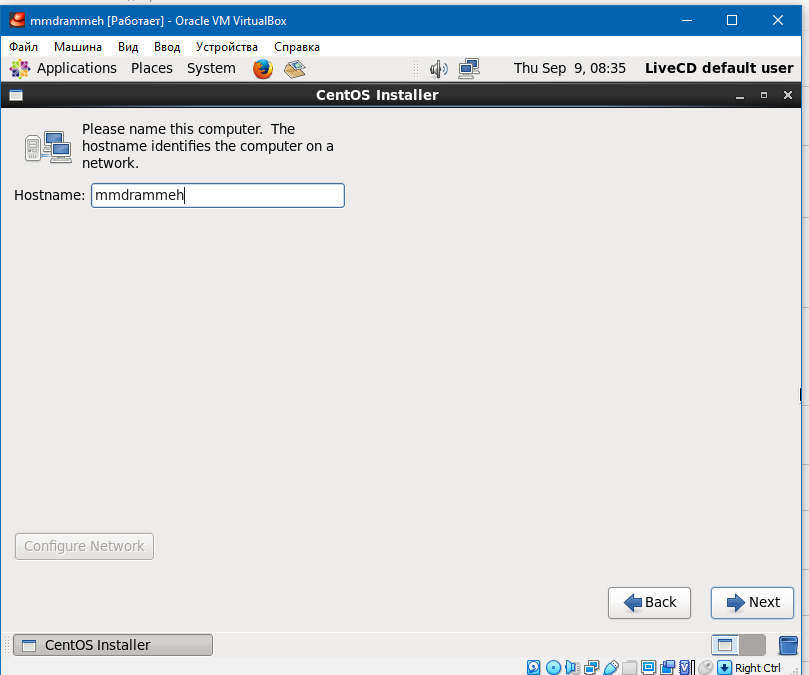 mmdrammeh [Работает] - Oracle VM VirtualBox
Файл Машина Вид Ввод Устройства Справка
Applications Places System Thu Sep 9, 08:35 LiveCD default user
CentOS Installer
Please name this computer. The
hostname identifies the computer on a
network.
Hostname: mmdrammeh
Configure Network
Back Next
CentOS Installer
Right Ctrl